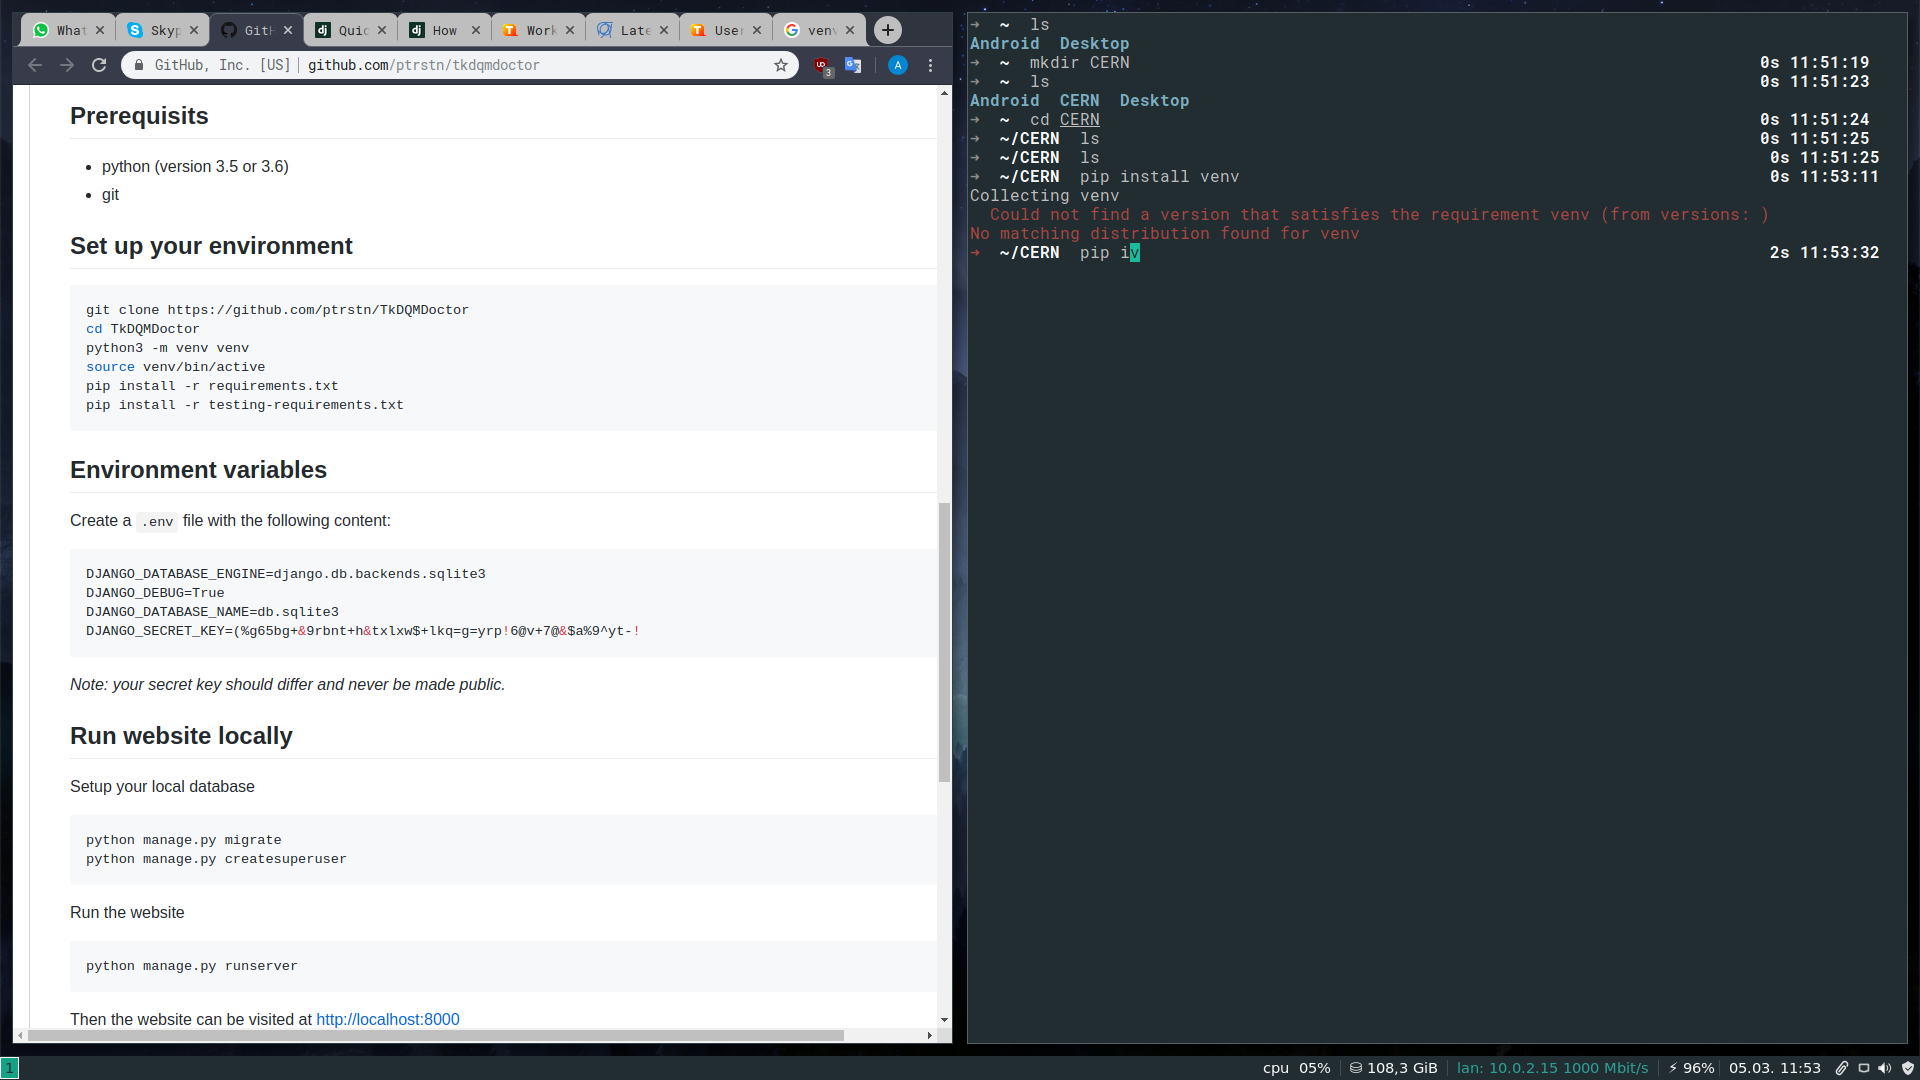 What
Skyp
GitH
Quic
How
Work
Late
User
venv
GitHub, Inc. [US] | github.com/ptrstn/tkdqmdoctor
3
A
Prerequisits
• python (version 3.5 or 3.6)
• git
Set up your environment
git clone https://github.com/ptrstn/TkDQMDoctor
cd TkDQMDoctor
python3 -m venv venv
source venv/bin/active
pip install -r requirements.txt
pip install -r testing-requirements.txt
Environment variables
Create a .env file with the following content:
DJANGO_DATABASE_ENGINE=django.db.backends.sqlite3
DJANGO_DEBUG=True
DJANGO_DATABASE_NAME=db.sqlite3
DJANGO_SECRET_KEY=(%g65bg+&9rbnt+h&txlxw$+lkq=g=yrp!6@v+7@&$a%9^yt-!
Note: your secret key should differ and never be made public.
Run website locally
Setup your local database
python manage.py migrate
python manage.py createsuperuser
Run the website
python manage.py runserver
Then the website can be visited at http://localhost:8000
➜ ~ ls
Android Desktop
➜ ~ mkdir CERN 0s 11:51:19
➜ ~ ls 0s 11:51:23
Android CERN Desktop
➜ ~ cd CERN 0s 11:51:24
➜ ~/CERN ls 0s 11:51:25
➜ ~/CERN ls 0s 11:51:25
➜ ~/CERN pip install venv 0s 11:53:11
Collecting venv
Could not find a version that satisfies the requirement venv (from versions: )
No matching distribution found for venv
➜ ~/CERN pip iv 2s 11:53:32
1
cpu 05% 108,3 GiB lan: 10.0.2.15 1000 Mbit/s ⚡ 96% 05.03. 11:53